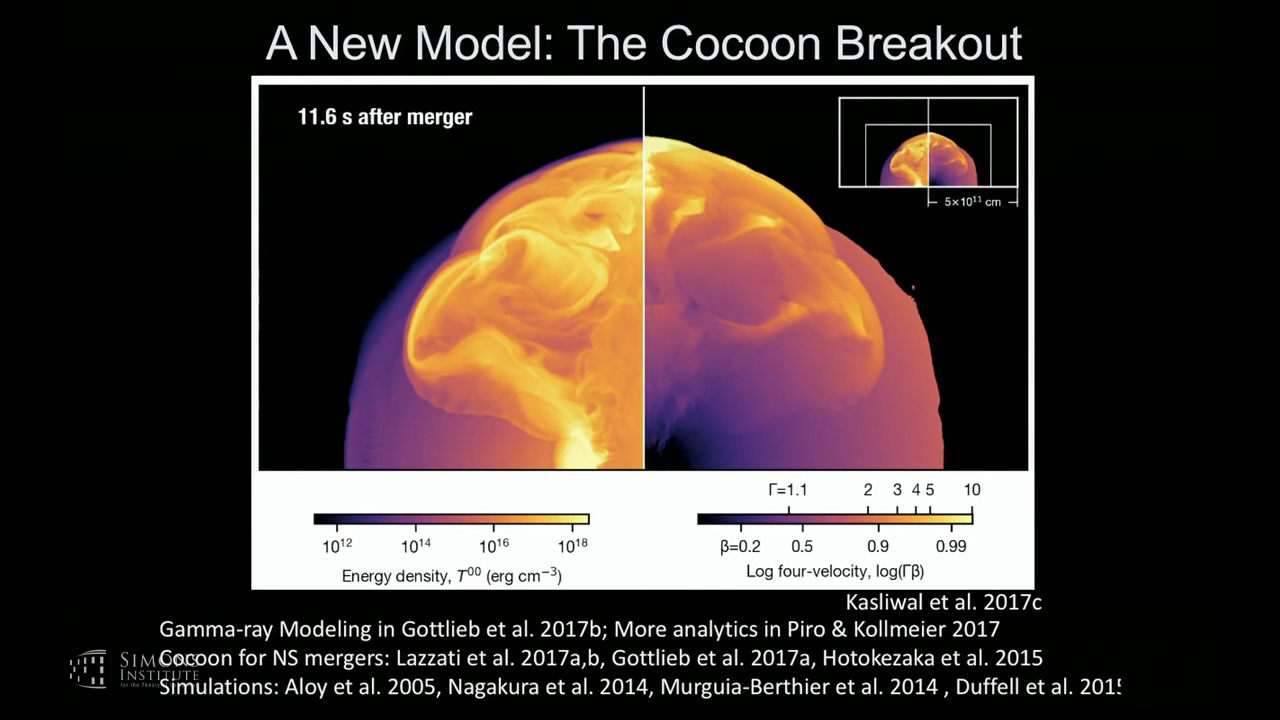 A New Model: The Cocoon Breakout
11.6 s after merger
5×10¹¹ cm
Γ=1.1 2 3 4 5 10
10¹² 10¹⁴ 10¹⁶ 10¹⁸
β=0.2 0.5 0.9 0.99
Energy density, T⁰⁰ (erg cm⁻³)
Log four-velocity, log(Γβ)
Kasliwal et al. 2017c
Gamma-ray Modeling in Gottlieb et al. 2017b; More analytics in Piro & Kollmeier 2017
Cocoon for NS mergers: Lazzati et al. 2017a,b, Gottlieb et al. 2017a, Hotokezaka et al. 2015
Simulations: Aloy et al. 2005, Nagakura et al. 2014, Murguia-Berthier et al. 2014 , Duffell et al.
SIMONS
INSTITUTE
for the